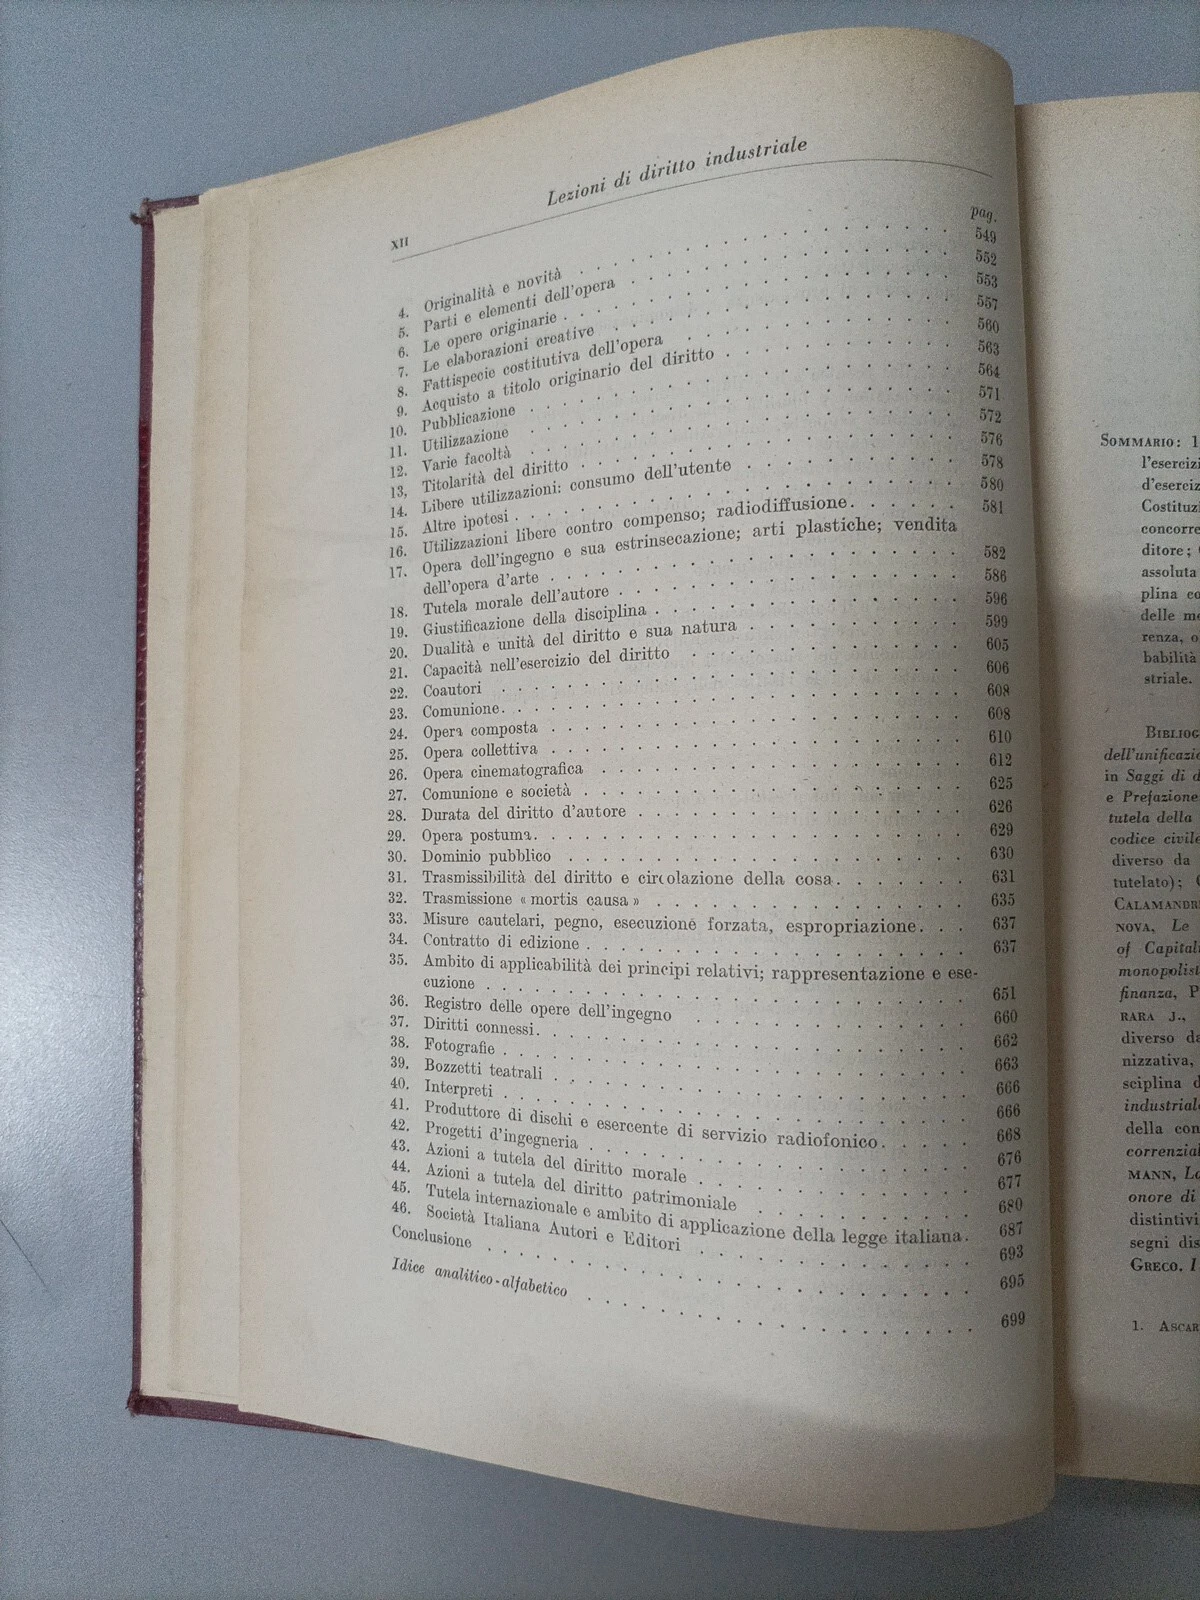 XII Lezioni di diritto industriale
pag.
4. Originalità e novità . . . . . . . . . . 549
5. Parti e elementi dell'opera . . . . . . . . . . 552
6. Le opere originarie . . . . . . . . . . 553
7. Le elaborazioni creative . . . . . . . . . . 557
8. Fattispecie costitutiva dell'opera . . . . . . . . . . 560
9. Acquisto a titolo originario del diritto . . . . . . . . . . 563
10. Pubblicazione . . . . . . . . . . 564
11. Utilizzazione . . . . . . . . . . 571
12. Varie facoltà . . . . . . . . . . 572
13, Titolarità del diritto . . . . . . . . . . 576
14. Libere utilizzazioni: consumo dell'utente . . . . . . . . . . 578
15. Altre ipotesi . . . . . . . . . . 580
16. Utilizzazioni libere contro compenso; radiodiffusione . . . . . . 581
17. Opera dell'ingegno e sua estrinsecazione; arti plastiche; vendita
dell'opera d'arte . . . . . . . . . . 582
18. Tutela morale dell'autore . . . . . . . . . . 586
19. Giustificazione della disciplina . . . . . . . . . . 596
20. Dualità e unità del diritto e sua natura . . . . . . . . . . 599
21. Capacità nell'esercizio del diritto . . . . . . . . . . 605
22. Coautori . . . . . . . . . . 606
23. Comunione . . . . . . . . . . 608
24. Opera composta . . . . . . . . . . 608
25. Opera collettiva . . . . . . . . . . 610
26. Opera cinematografica . . . . . . . . . . 612
27. Comunione e società . . . . . . . . . . 625
28. Durata del diritto d'autore . . . . . . . . . . 626
29. Opera postuma . . . . . . . . . . 629
30. Dominio pubblico . . . . . . . . . . 630
31. Trasmissibilità del diritto e circolazione della cosa . . . . . . . 631
32. Trasmissione « mortis causa » . . . . . . . . . . 635
33. Misure cautelari, pegno, esecuzione forzata, espropriazione . . . 637
34. Contratto di edizione . . . . . . . . . . 637
35. Ambito di applicabilità dei principi relativi; rappresentazione e ese-
cuzione . . . . . . . . . . 651
36. Registro delle opere dell'ingegno . . . . . . . . . . 660
37. Diritti connessi . . . . . . . . . . 662
38. Fotografie . . . . . . . . . . 663
39. Bozzetti teatrali . . . . . . . . . . 666
40. Interpreti . . . . . . . . . . 666
41. Produttore di dischi e esercente di servizio radiofonico . . . . . 668
42. Progetti d'ingegneria . . . . . . . . . . 676
43. Azioni a tutela del diritto morale . . . . . . . . . . 677
44. Azioni a tutela del diritto patrimoniale . . . . . . . . . . 680
45. Tutela internazionale e ambito di applicazione della legge italiana . 687
46. Società Italiana Autori e Editori . . . . . . . . . . 693
Conclusione . . . . . . . . . . 695
Idice analitico-alfabetico . . . . . . . . . . 699
SOMMARIO: 1
l'eserciz
d'eserciz
Costituz
concorre
ditore;
assoluta
plina co
delle me
renza, o
babilità
striale.
BIBLIOG
dell'unificazi
in Saggi di d
e Prefazione
tutela della
codice civile
diverso da
tutelato);
CALAMANDR
NOVA, Le
of Capital
monopolist
finanza, P
RARA J.,
diverso da
nizzativa,
sciplina d
industrial
della con
correnzial
MANN, La
onore di
distintivi
segni dis
GRECO. I
1. ASCAR